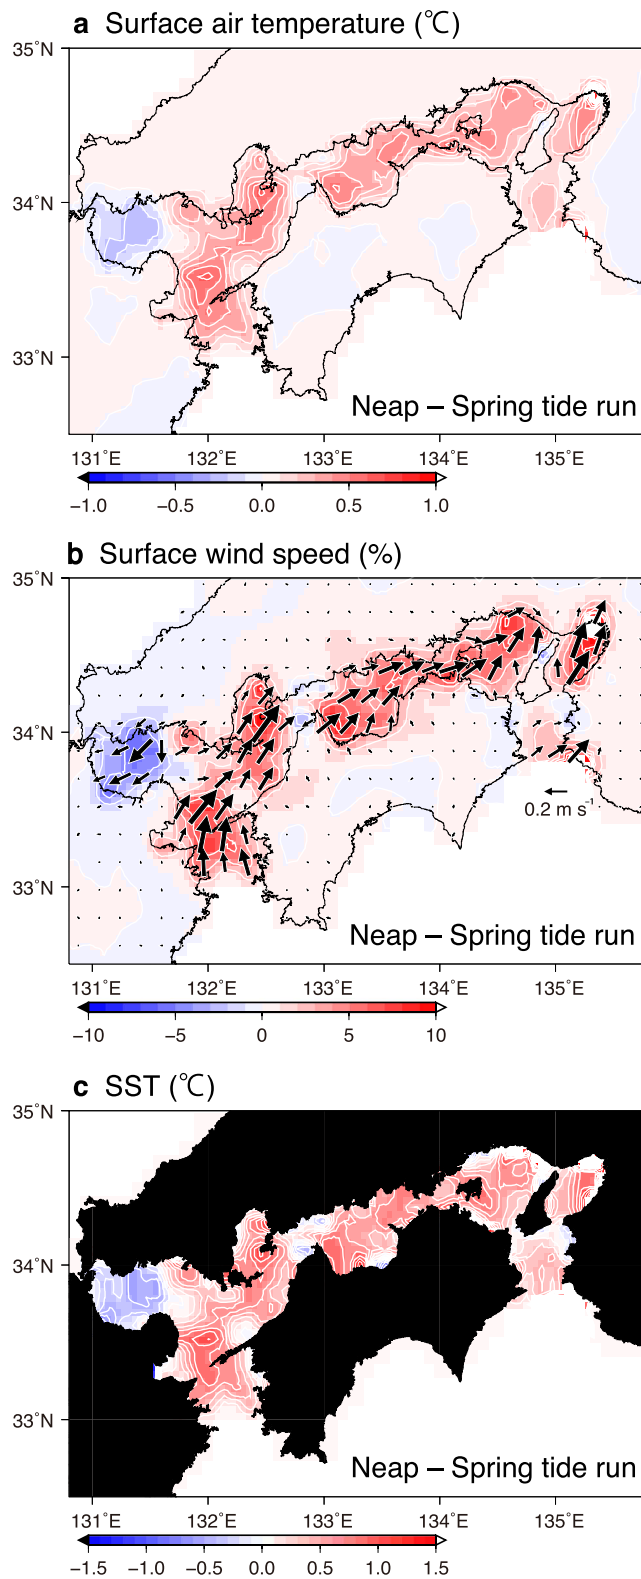 a Surface air temperature (℃)
35°N
34°N
33°N
Neap – Spring tide run
131°E 132°E 133°E 134°E 135°E
−1.0 −0.5 0.0 0.5 1.0
b Surface wind speed (%)
35°N
34°N
0.2 m s⁻¹
33°N
Neap – Spring tide run
131°E 132°E 133°E 134°E 135°E
−10 −5 0 5 10
c SST (℃)
35°N
34°N
33°N
Neap – Spring tide run
131°E 132°E 133°E 134°E 135°E
−1.5 −1.0 −0.5 0.0 0.5 1.0 1.5